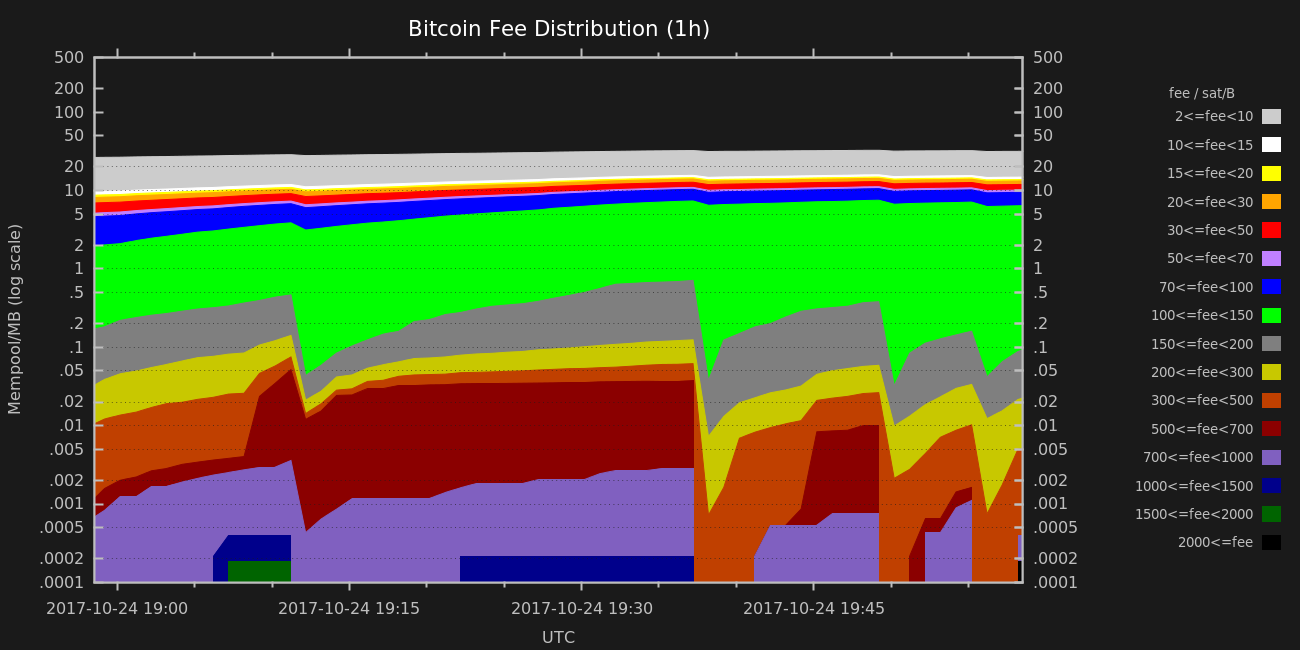 Bitcoin Fee Distribution (1h)
Mempool/MB (log scale)
500
200
100
50
20
10
5
2
1
.5
.2
.1
.05
.02
.01
.005
.002
.001
.0005
.0002
.0001
500
200
100
50
20
10
5
2
1
.5
.2
.1
.05
.02
.01
.005
.002
.001
.0005
.0002
.0001
2017-10-24 19:00 2017-10-24 19:15 2017-10-24 19:30 2017-10-24 19:45
UTC
fee / sat/B
2<=fee<10
10<=fee<15
15<=fee<20
20<=fee<30
30<=fee<50
50<=fee<70
70<=fee<100
100<=fee<150
150<=fee<200
200<=fee<300
300<=fee<500
500<=fee<700
700<=fee<1000
1000<=fee<1500
1500<=fee<2000
2000<=fee